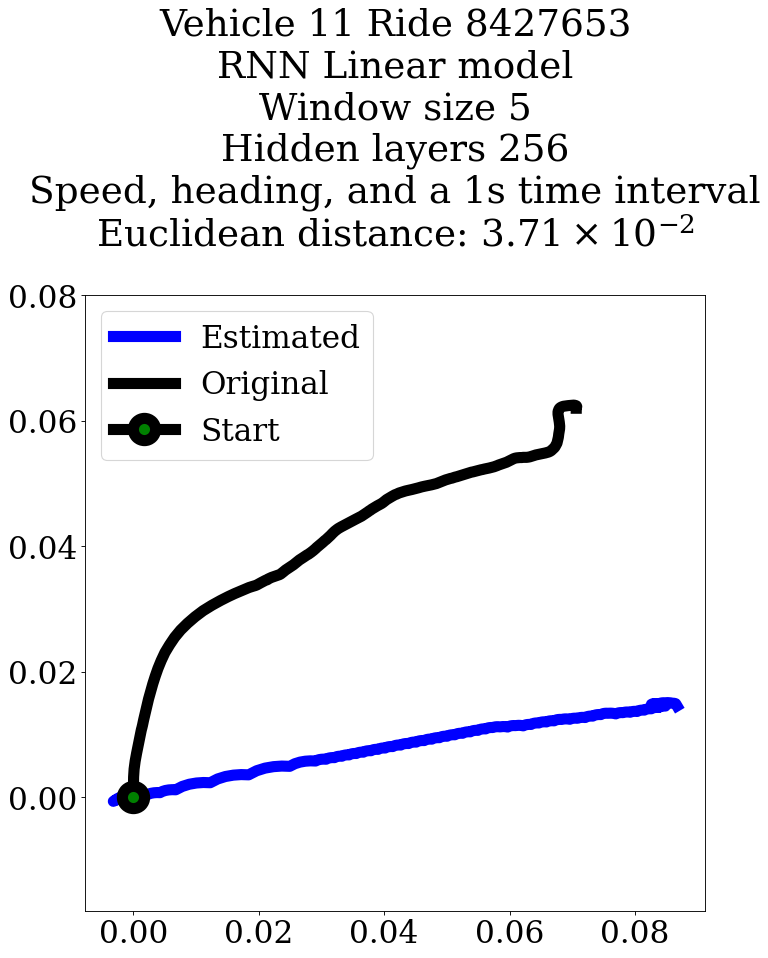 Vehicle 11 Ride 8427653
RNN Linear model
Window size 5
Hidden layers 256
Speed, heading, and a 1s time interval
Euclidean distance: 3.71 × 10⁻²
0.08
0.06
0.04
0.02
0.00
Estimated
Original
Start
0.00 0.02 0.04 0.06 0.08